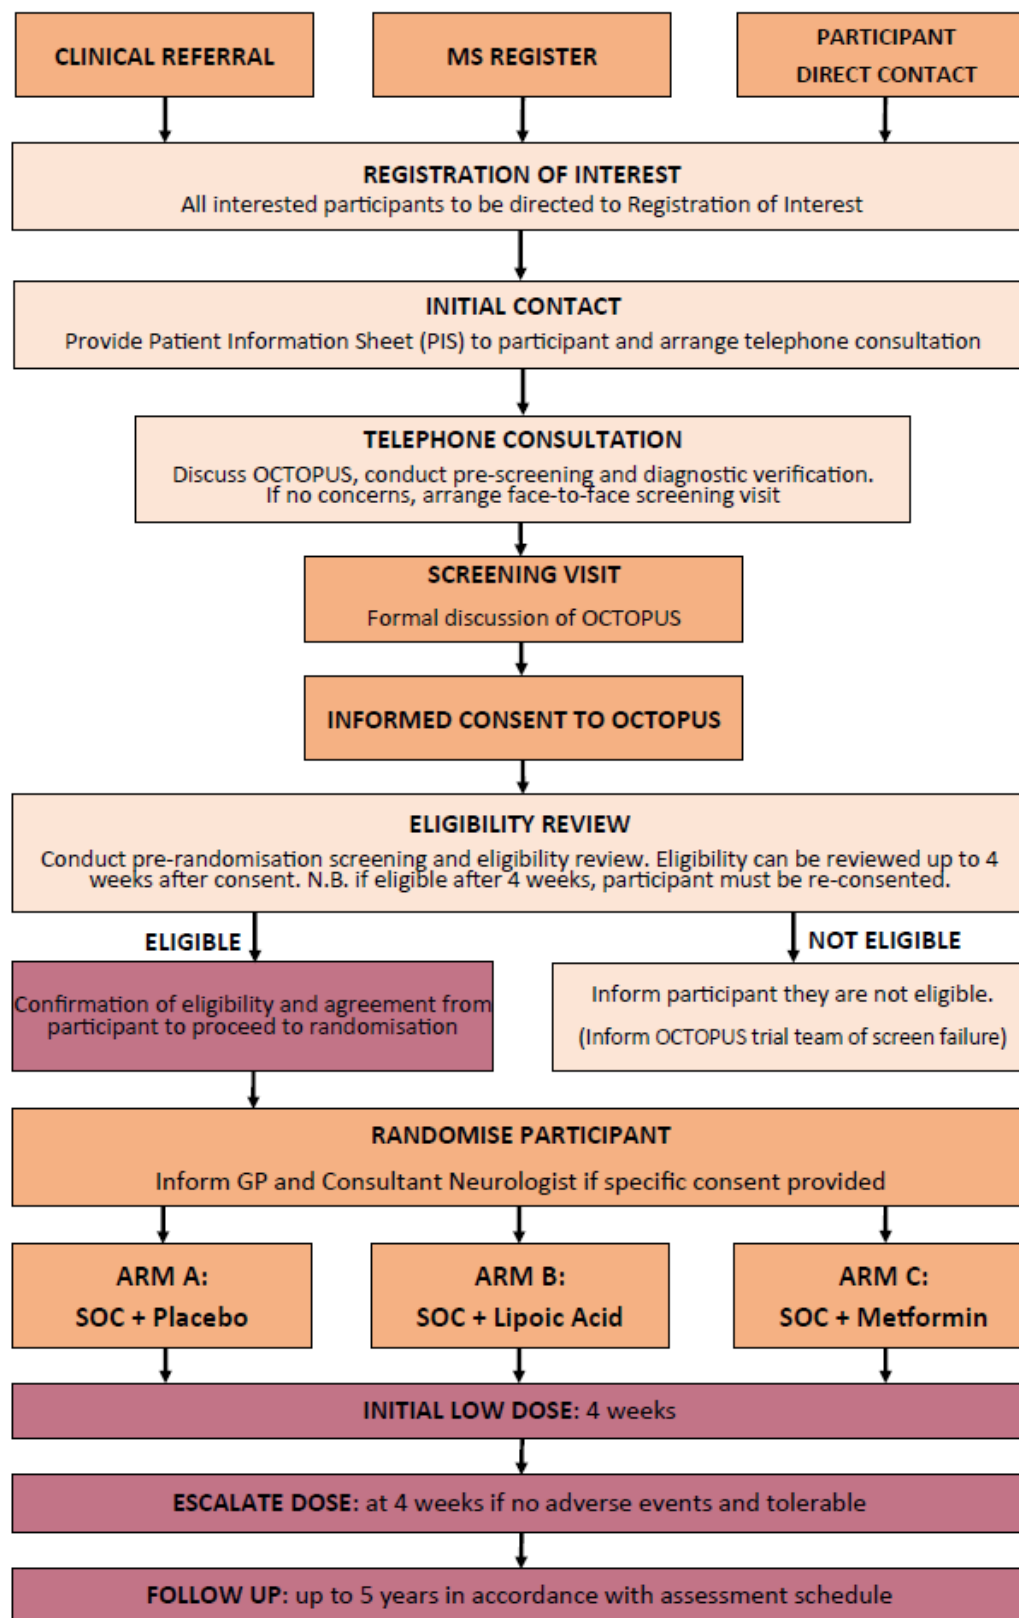 CLINICAL REFERRAL
MS REGISTER
PARTICIPANT
DIRECT CONTACT
REGISTRATION OF INTEREST
All interested participants to be directed to Registration of Interest
INITIAL CONTACT
Provide Patient Information Sheet (PIS) to participant and arrange telephone consultation
TELEPHONE CONSULTATION
Discuss OCTOPUS, conduct pre-screening and diagnostic verification.
If no concerns, arrange face-to-face screening visit
SCREENING VISIT
Formal discussion of OCTOPUS
INFORMED CONSENT TO OCTOPUS
ELIGIBILITY REVIEW
Conduct pre-randomisation screening and eligibility review. Eligibility can be reviewed up to 4
weeks after consent. N.B. if eligible after 4 weeks, participant must be re-consented.
ELIGIBLE
NOT ELIGIBLE
Confirmation of eligibility and agreement from
participant to proceed to randomisation
Inform participant they are not eligible.
(Inform OCTOPUS trial team of screen failure)
RANDOMISE PARTICIPANT
Inform GP and Consultant Neurologist if specific consent provided
ARM A:
SOC + Placebo
ARM B:
SOC + Lipoic Acid
ARM C:
SOC + Metformin
INITIAL LOW DOSE: 4 weeks
ESCALATE DOSE: at 4 weeks if no adverse events and tolerable
FOLLOW UP: up to 5 years in accordance with assessment schedule